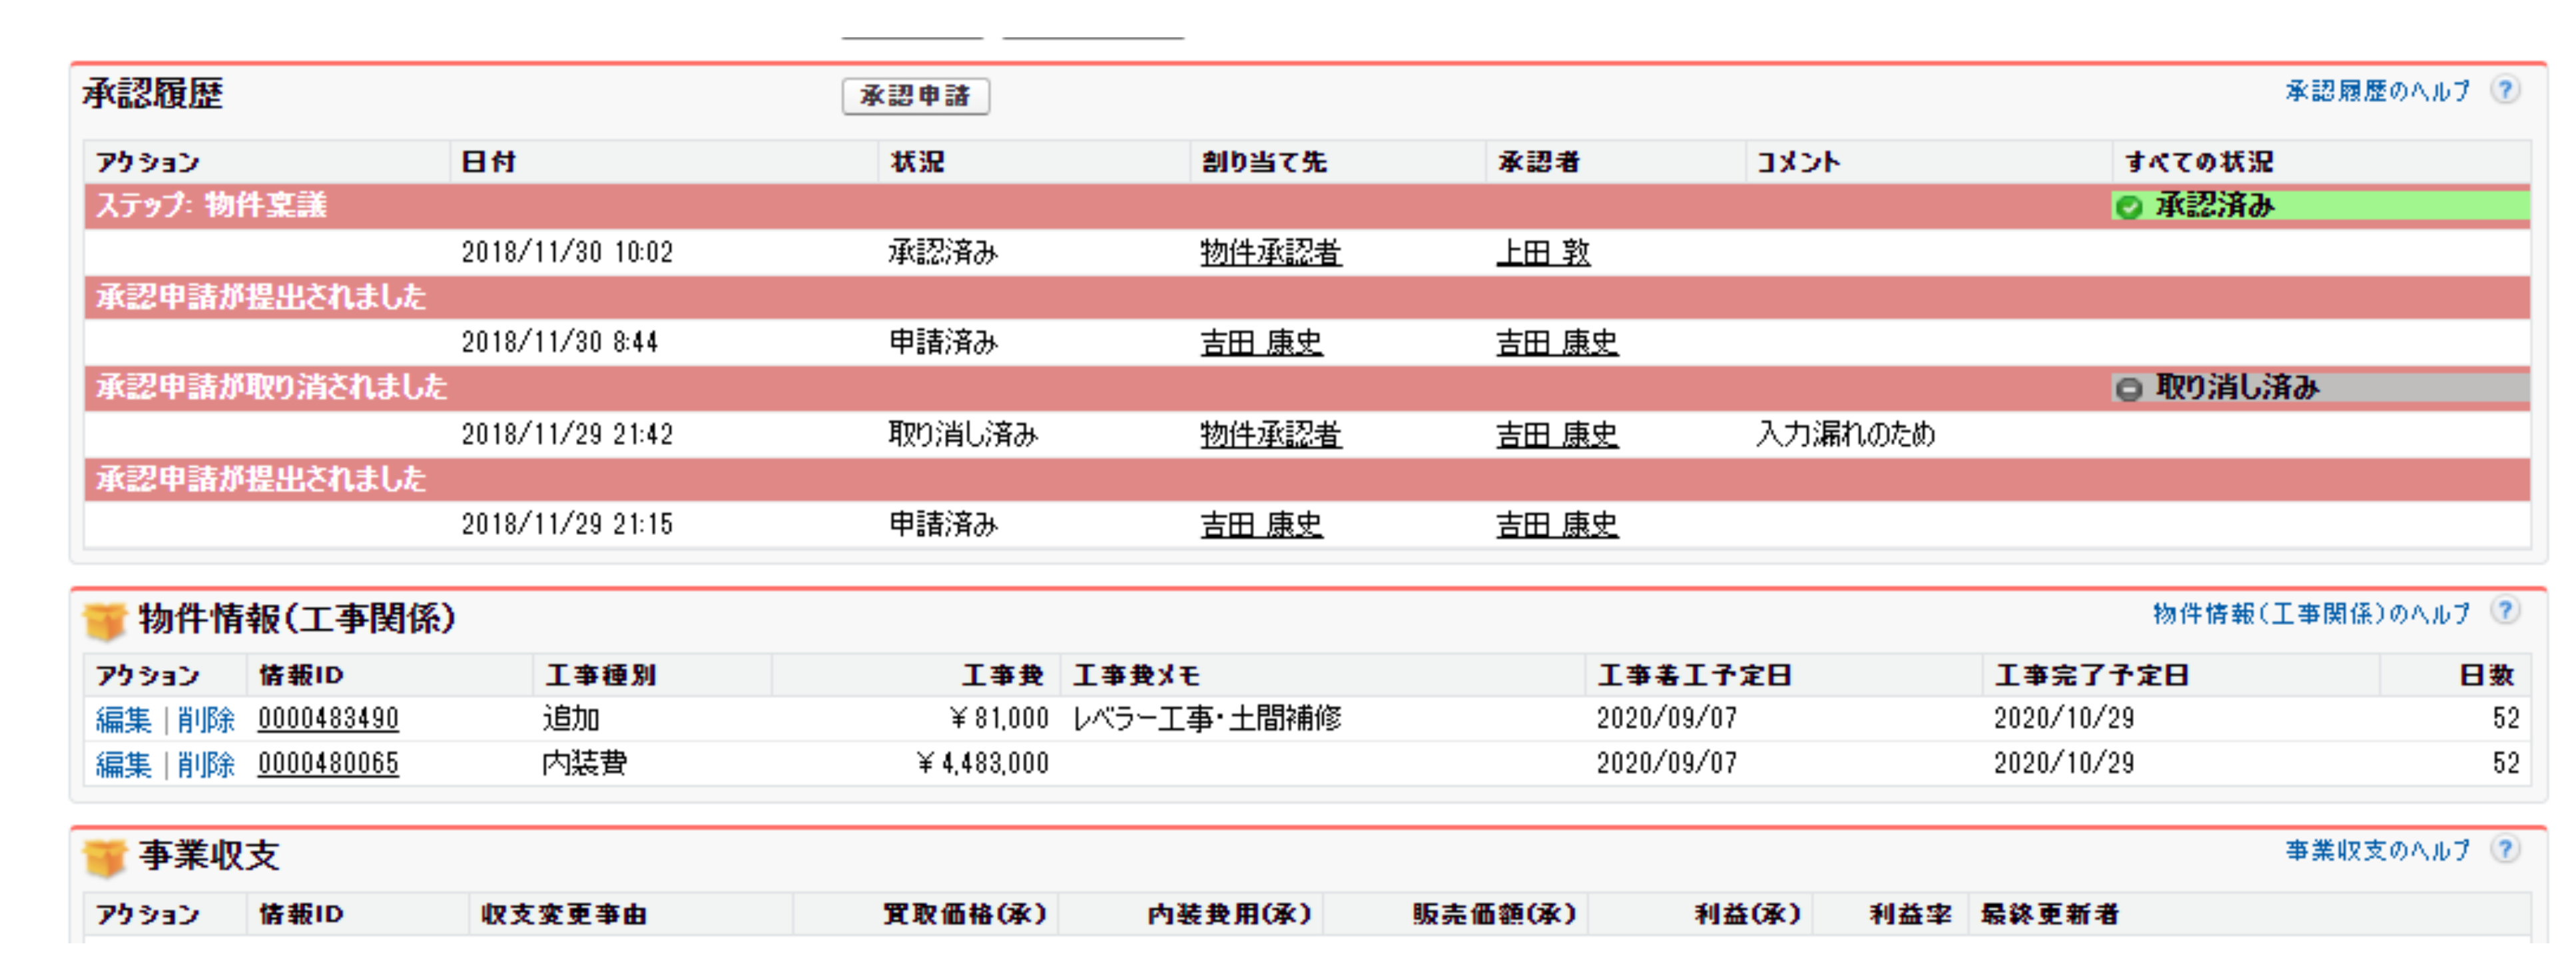 承認履歴 承認申請 承認履歴のヘルプ ?
アクション 日付 状況 割り当て先 承認者 コメント すべての状況
ステップ: 物件稟議 承認済み
2018/11/30 10:02 承認済み 物件承認者 上田 敦
承認申請が提出されました
2018/11/30 8:44 申請済み 吉田 康史 吉田 康史
承認申請が取り消されました 取り消し済み
2018/11/29 21:42 取り消し済み 物件承認者 吉田 康史 入力漏れのため
承認申請が提出されました
2018/11/29 21:15 申請済み 吉田 康史 吉田 康史
物件情報(工事関係) 物件情報(工事関係)のヘルプ ?
アクション 情報ID 工事種別 工事費 工事費メモ 工事着工予定日 工事完了予定日 日数
編集 | 削除 0000483490 追加 ¥81,000 レベラー工事・土間補修 2020/09/07 2020/10/29 52
編集 | 削除 0000480065 内装費 ¥4,483,000 2020/09/07 2020/10/29 52
事業収支 事業収支のヘルプ ?
アクション 情報ID 収支変更事由 買取価格(承) 内装費用(承) 販売価額(承) 利益(承) 利益率 最終更新者